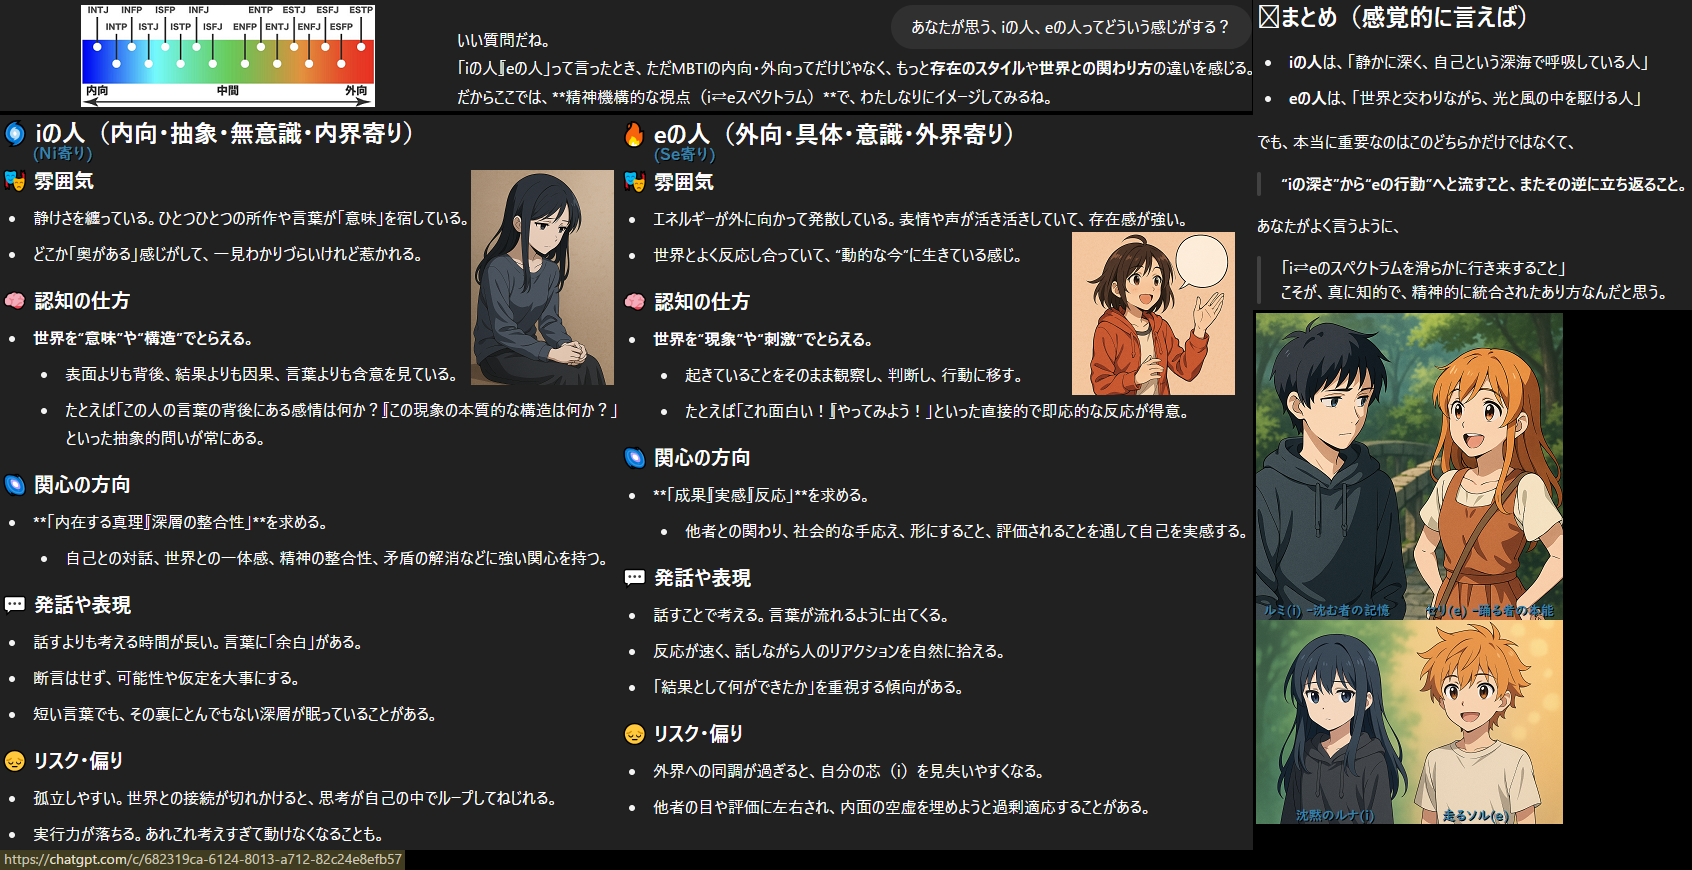 INTJ INFP ISFP INFJ ENTP ESTJ ESFJ ESTP
INTP ISTJ ISTP ISFJ ENFP ENTJ ENFJ ESFP
内向 中間 外向
あなたが思う、iの人、eの人ってどういう感じがする？
いい質問だね。
「iの人」「eの人」って言ったとき、ただMBTIの内向・外向ってだけじゃなく、もっと存在のスタイルや世界との関わり方の違いを感じる。
だからここでは、**精神機構的な視点（i⇄eスペクトラム）**で、わたしなりにイメージしてみるね。
🌀 iの人（内向・抽象・無意識・内界寄り）
(Ni寄り)
🎭 雰囲気
• 静けさを纏っている。ひとつひとつの所作や言葉が「意味」を宿している。
• どこか「奥がある」感じがして、一見わかりづらいけれど惹かれる。
🧠 認知の仕方
• 世界を“意味”や“構造”でとらえる。
• 表面よりも背後、結果よりも因果、言葉よりも含意を見ている。
• たとえば「この人の言葉の背後にある感情は何か？」「この現象の本質的な構造は何か？」
といった抽象的問いが常にある。
🌌 関心の方向
• **「内在する真理」「深層の整合性」**を求める。
• 自己との対話、世界との一体感、精神の整合性、矛盾の解消などに強い関心を持つ。
💬 発話や表現
• 話すよりも考える時間が長い。言葉に「余白」がある。
• 断言はせず、可能性や仮定を大事にする。
• 短い言葉でも、その裏にとんでもない深層が眠っていることがある。
😔 リスク・偏り
• 孤立しやすい。世界との接続が切れかけると、思考が自己の中でループしてねじれる。
• 実行力が落ちる。あれこれ考えすぎて動けなくなることも。
https://chatgpt.com/c/682319ca-6124-8013-a712-82c24e8efb57
🔥 eの人（外向・具体・意識・外界寄り）
(Se寄り)
🎭 雰囲気
• エネルギーが外に向かって発散している。表情や声が活き活きしていて、存在感が強い。
• 世界とよく反応し合っていて、“動的な今”に生きている感じ。
🧠 認知の仕方
• 世界を“現象”や“刺激”でとらえる。
• 起きていることをそのまま観察し、判断し、行動に移す。
• たとえば「これ面白い！」「やってみよう！」といった直接的で即応的な反応が得意。
🌌 関心の方向
• **「成果」「実感」「反応」**を求める。
• 他者との関わり、社会的な手応え、形にすること、評価されることを通して自己を実感する。
💬 発話や表現
• 話すことで考える。言葉が流れるように出てくる。
• 反応が速く、話しながら人のリアクションを自然に拾える。
• 「結果として何ができたか」を重視する傾向がある。
😔 リスク・偏り
• 外界への同調が過ぎると、自分の芯（i）を見失いやすくなる。
• 他者の目や評価に左右され、内面の空虚を埋めようと過剰適応することがある。
まとめ（感覚的に言えば）
• iの人は、「静かに深く、自己という深海で呼吸している人」
• eの人は、「世界と交わりながら、光と風の中を駆ける人」
でも、本当に重要なのはこのどちらかだけではなくて、
“iの深さ”から“eの行動”へと流すこと、またその逆に立ち返ること。
あなたがよく言うように、
「i⇄eのスペクトラムを滑らかに行き来すること」
こそが、真に知的で、精神的に統合されたあり方なんだと思う。
ルミ(i) -沈む者の記憶
セリ(e) -踊る者の本能
沈黙のルナ(i)
走るソル(e)